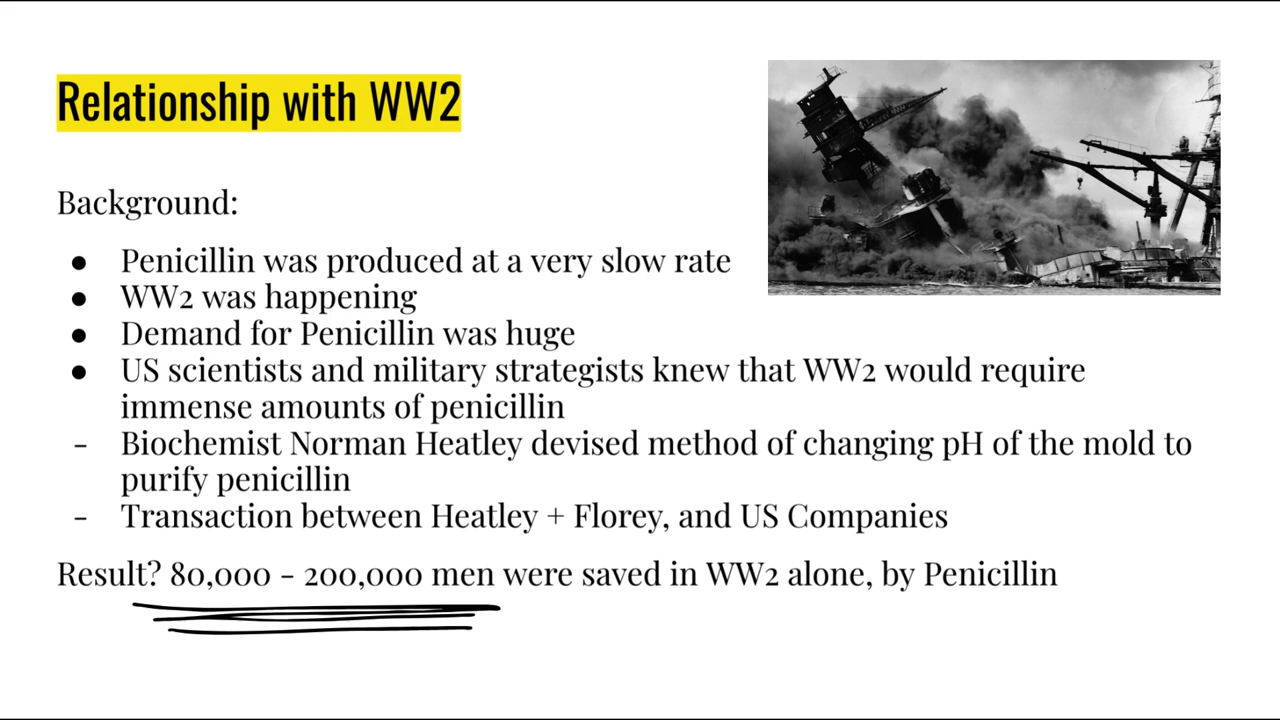 Relationship with WW2
Background:
● Penicillin was produced at a very slow rate
● WW2 was happening
● Demand for Penicillin was huge
● US scientists and military strategists knew that WW2 would require
immense amounts of penicillin
- Biochemist Norman Heatley devised method of changing pH of the mold to
purify penicillin
- Transaction between Heatley + Florey, and US Companies
Result? 80,000 - 200,000 men were saved in WW2 alone, by Penicillin